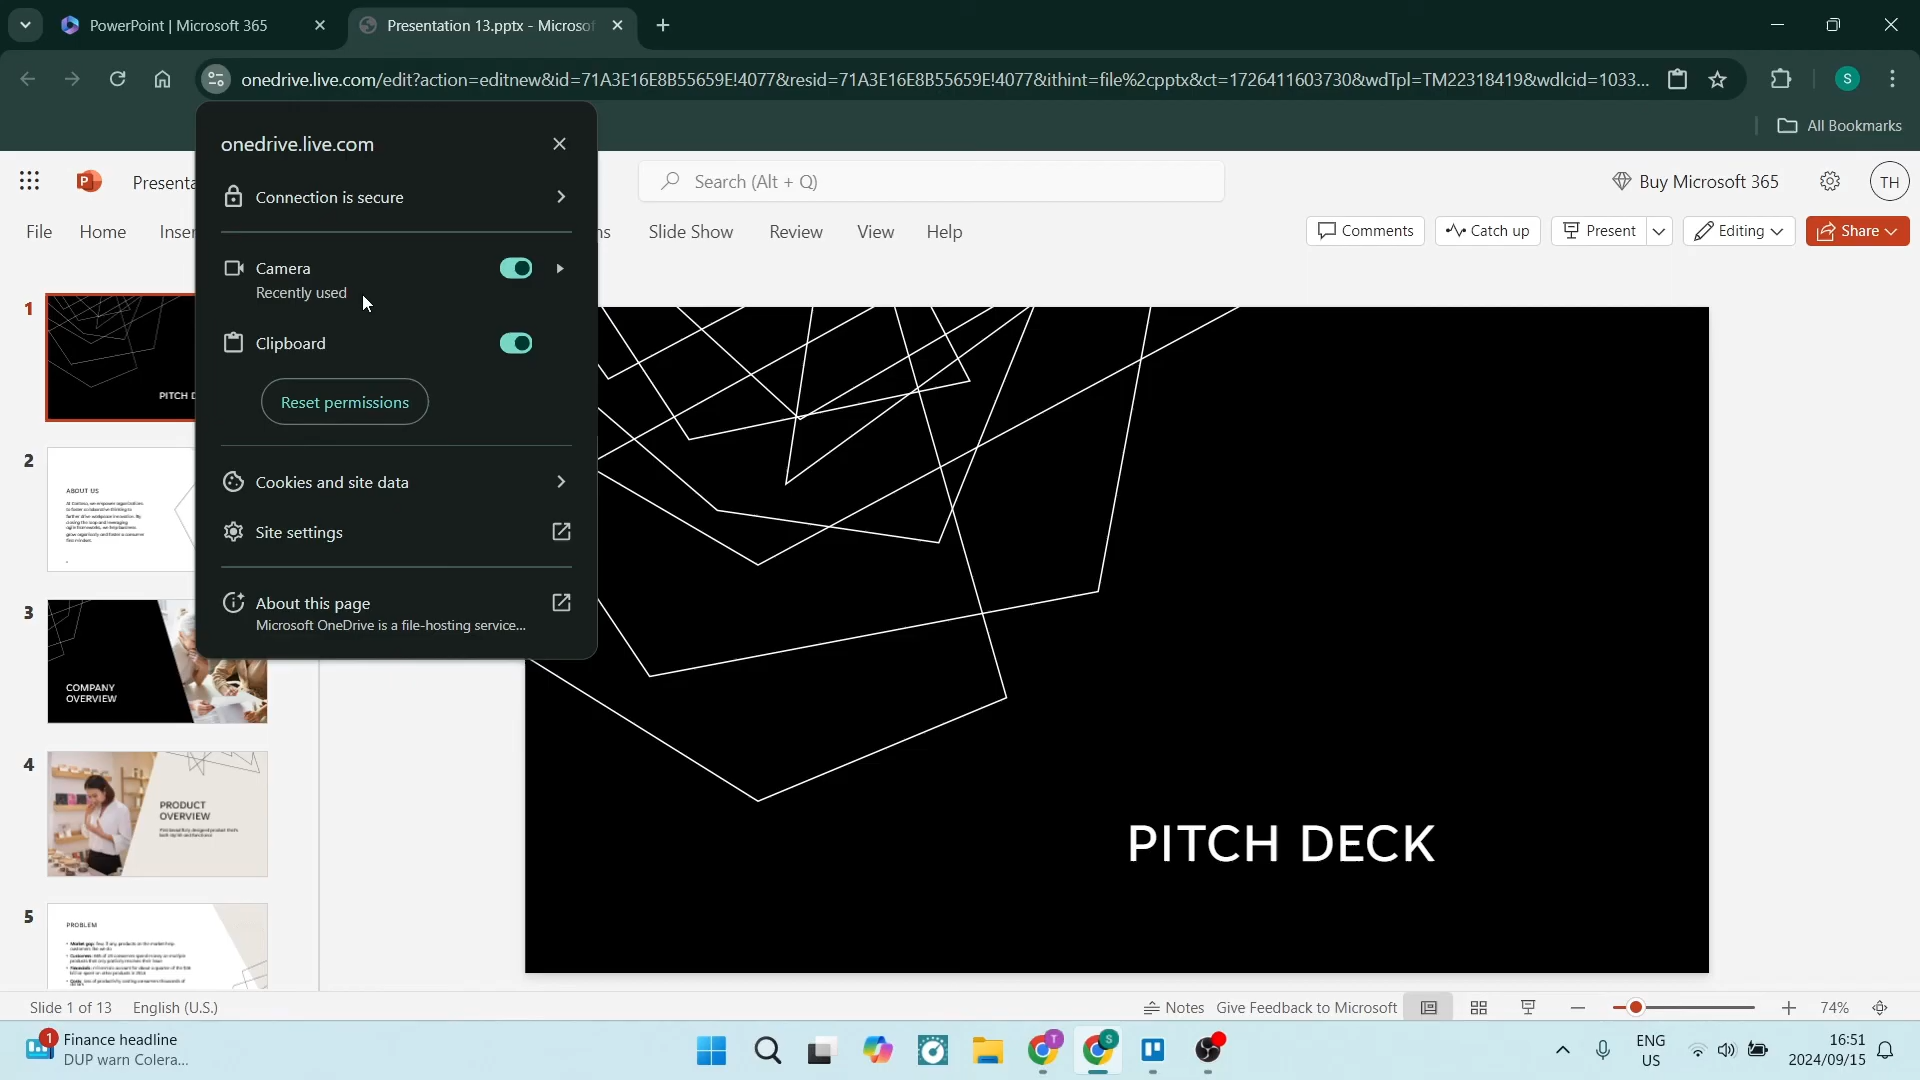 PowerPoint | Microsoft 365
Presentation 13.pptx - Microsof
onedrive.live.com/edit?action=editnew&id=71A3E16E8B55659E!4077&resid=71A3E16E8B55659E!4077&ithint=file%2cpptx&ct=1726411603730&wdTpl=TM22318419&wdlcid=1033...
S
All Bookmarks
onedrive.live.com
Connection is secure
Camera
Recently used
Clipboard
Reset permissions
Cookies and site data
Site settings
About this page
Microsoft OneDrive is a file-hosting service...
P
Presenta
Search (Alt + Q)
Buy Microsoft 365
TH
File Home Inser ns Slide Show Review View Help
Comments
Catch up
Present
Editing
Share
1
PITCH D
2
ABOUT US
3
COMPANY
OVERVIEW
4
PRODUCT
OVERVIEW
5
PROBLEM
PITCH DECK
Slide 1 of 13 English (U.S.)
Notes Give Feedback to Microsoft
74%
1
Finance headline
DUP warn Colera...
T
S
ENG
US
16:51
2024/09/15